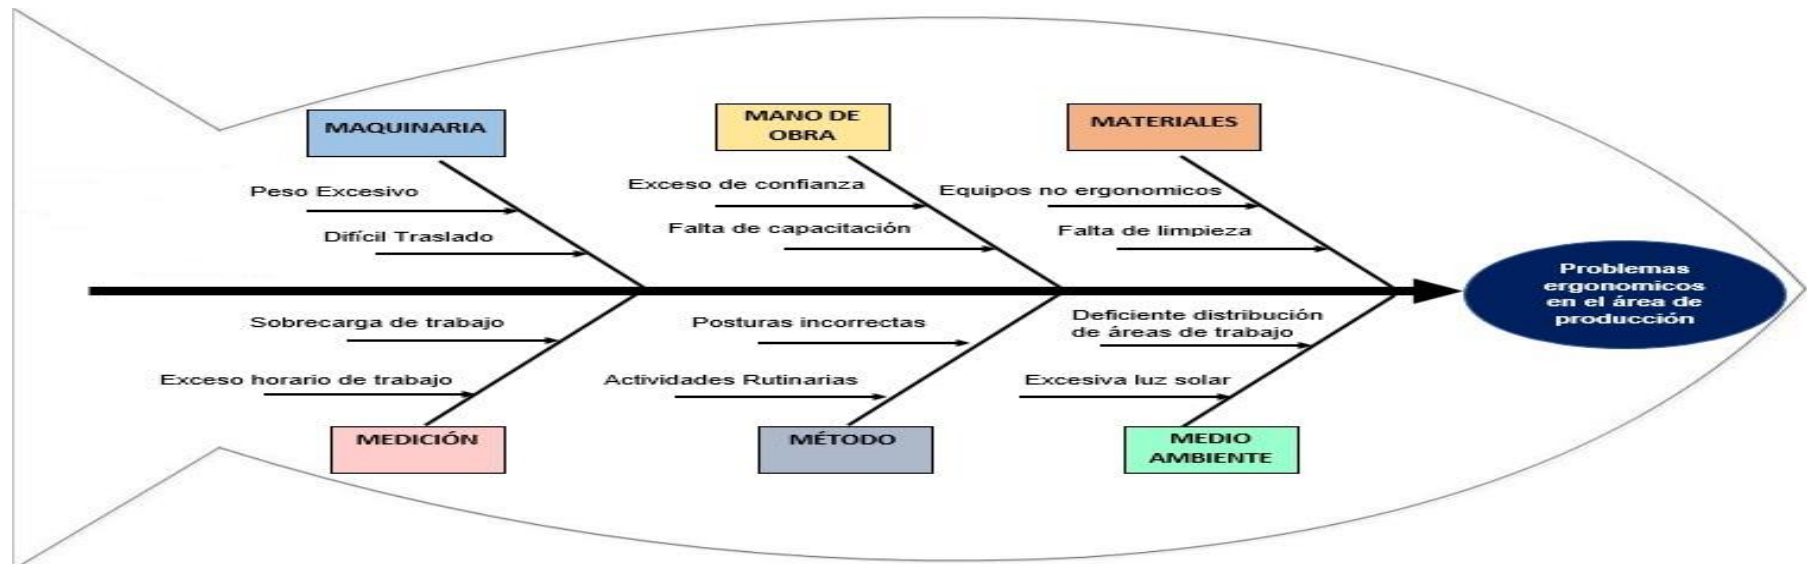 MAQUINARIA
Peso Excesivo
Difícil Traslado
MANO DE
OBRA
Exceso de confianza
Falta de capacitación
MATERIALES
Equipos no ergonomicos
Falta de limpieza
Problemas
ergonomicos
en el área de
producción
Sobrecarga de trabajo
Exceso horario de trabajo
MEDICIÓN
Posturas incorrectas
Actividades Rutinarias
MÉTODO
Deficiente distribución
de áreas de trabajo
Excesiva luz solar
MEDIO
AMBIENTE